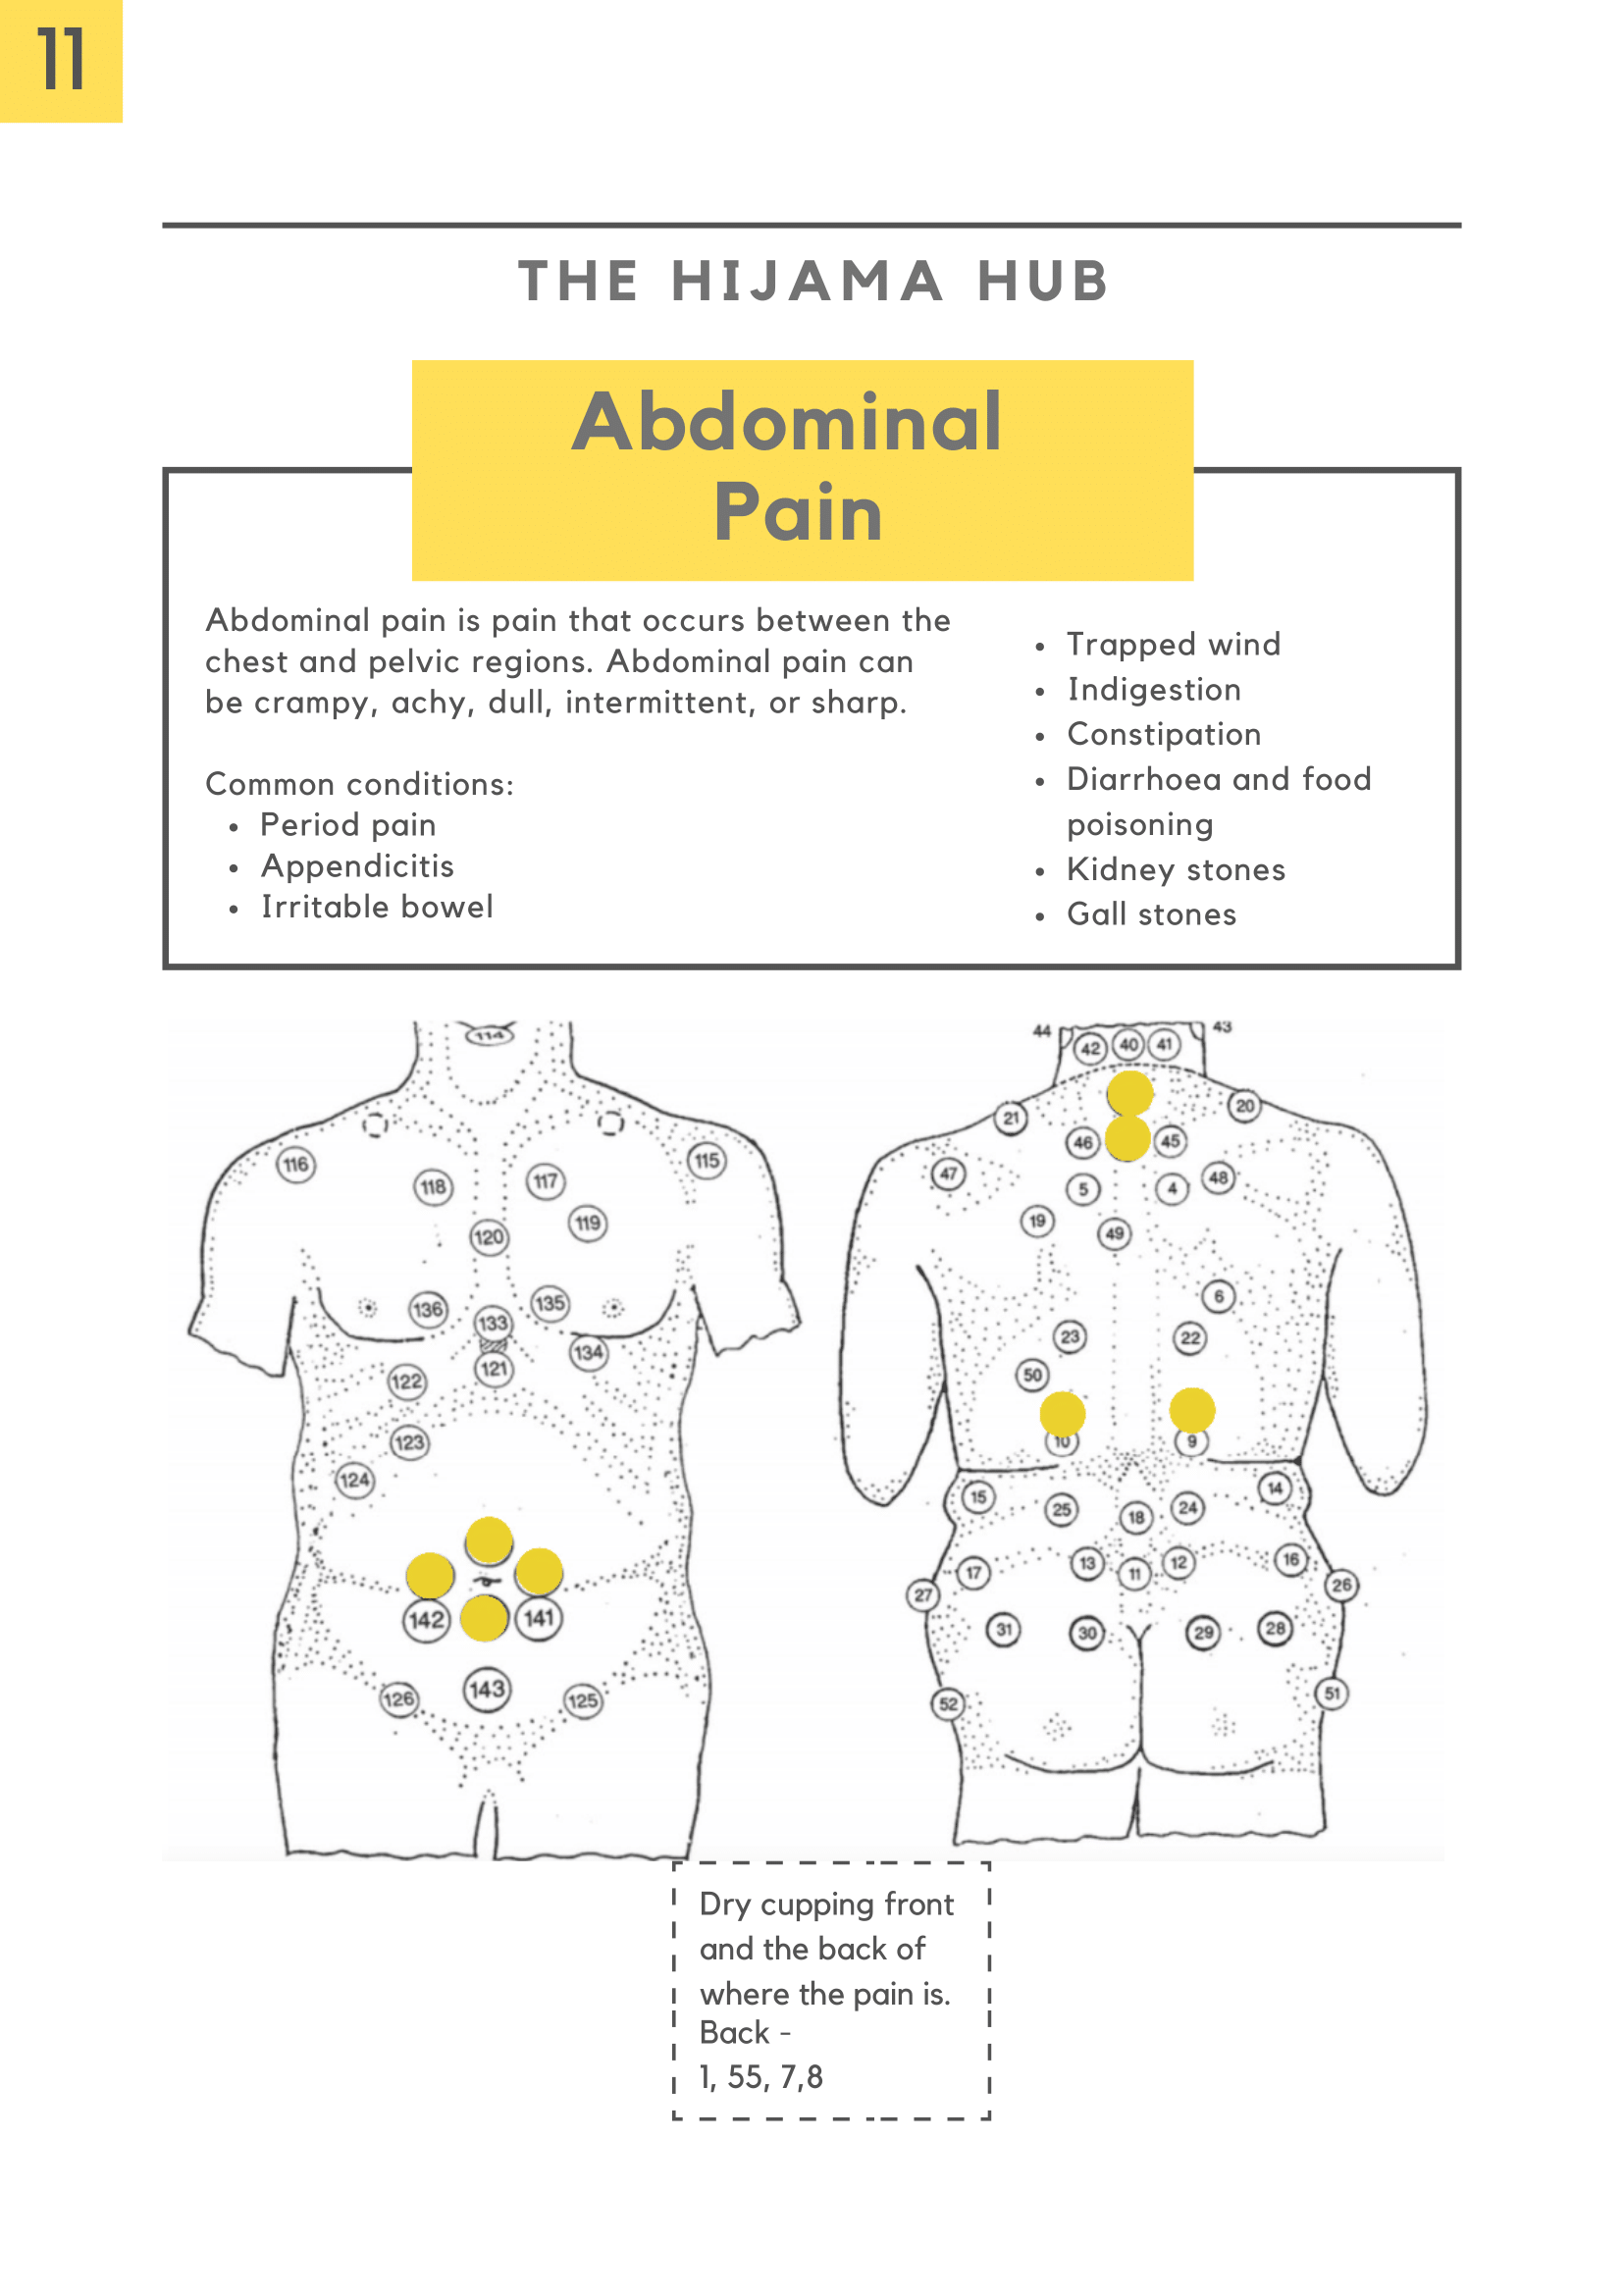 11
THE HIJAMA HUB
Abdominal
Pain
Abdominal pain is pain that occurs between the
chest and pelvic regions. Abdominal pain can
be crampy, achy, dull, intermittent, or sharp.
Common conditions:
• Period pain
• Appendicitis
• Irritable bowel
• Trapped wind
• Indigestion
• Constipation
• Diarrhoea and food
poisoning
• Kidney stones
• Gall stones
114
116
115
118
117
119
120
136
135
133
134
121
122
123
124
142
141
143
126
125
44
43
42 40 41
21
20
46
45
47
5
4
48
19
49
6
23
22
50
10
9
15
14
25
18
24
17
13
11
12
16
27
26
31
30
29
28
52
51
Dry cupping front
and the back of
where the pain is.
Back -
1, 55, 7,8